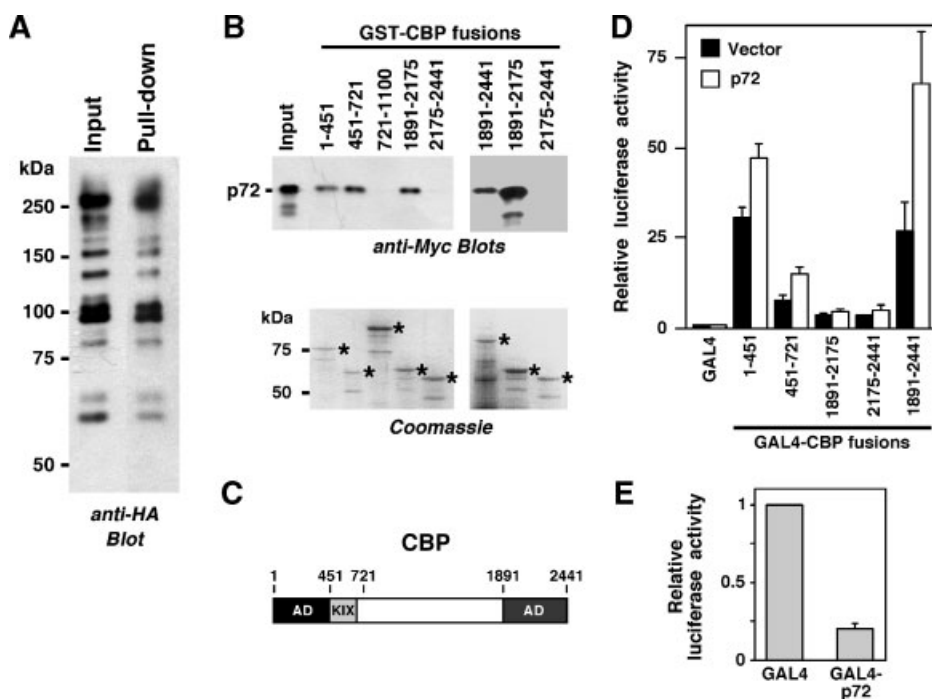 A
Input
Pull-down
kDa
250
150
100
75
50
anti-HA
Blot
B
GST-CBP fusions
Input
1-451
451-721
721-1100
1891-2175
2175-2441
1891-2441
1891-2175
2175-2441
p72
anti-Myc Blots
kDa
75
50
* * * * * * * *
Coomassie
C
CBP
1 451 721 1891 2441
AD KIX AD
D
Relative luciferase activity
75
50
25
0
Vector
p72
GAL4
1-451
451-721
1891-2175
2175-2441
1891-2441
GAL4-CBP fusions
E
Relative
luciferase activity
1
0.5
0
GAL4
GAL4-
p72